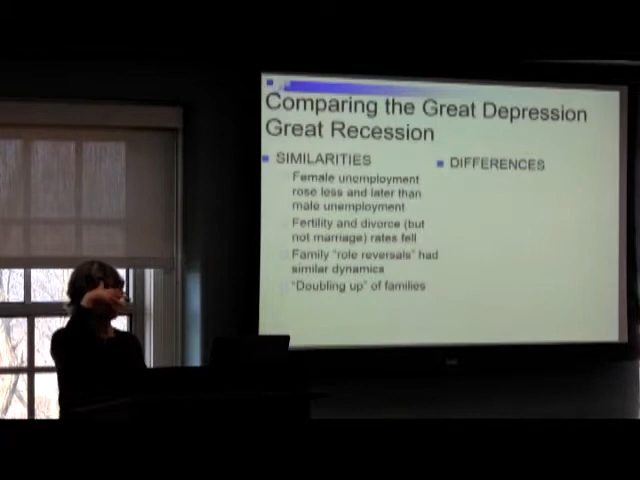 Comparing the Great Depression
Great Recession
SIMILARITIES
Female unemployment
rose less and later than
male unemployment
Fertility and divorce (but
not marriage) rates fell
Family "role reversals" had
similar dynamics
"Doubling up" of families
DIFFERENCES